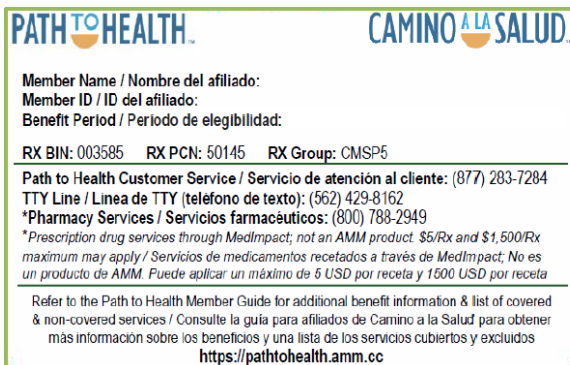 PATH TO HEALTH™ CAMINO A LA SALUD™
Member Name / Nombre del afiliado:
Member ID / ID del afiliado:
Benefit Period / Periodo de elegibilidad:
RX BIN: 003585 RX PCN: 50145 RX Group: CMSP5
Path to Health Customer Service / Servicio de atención al cliente: (877) 283-7284
TTY Line / Linea de TTY (teléfono de texto): (562) 429-8162
*Pharmacy Services / Servicios farmacéuticos: (800) 788-2949
*Prescription drug services through MedImpact; not an AMM product. $5/Rx and $1,500/Rx
maximum may apply / Servicios de medicamentos recetados a través de MedImpact; No es
un producto de AMM. Puede aplicar un máximo de 5 USD por receta y 1500 USD por receta
Refer to the Path to Health Member Guide for additional benefit information & list of covered
& non-covered services / Consulte la guía para afiliados de Camino a la Salud para obtener
más información sobre los beneficios y una lista de los servicios cubiertos y excluidos
https://pathtohealth.amm.cc